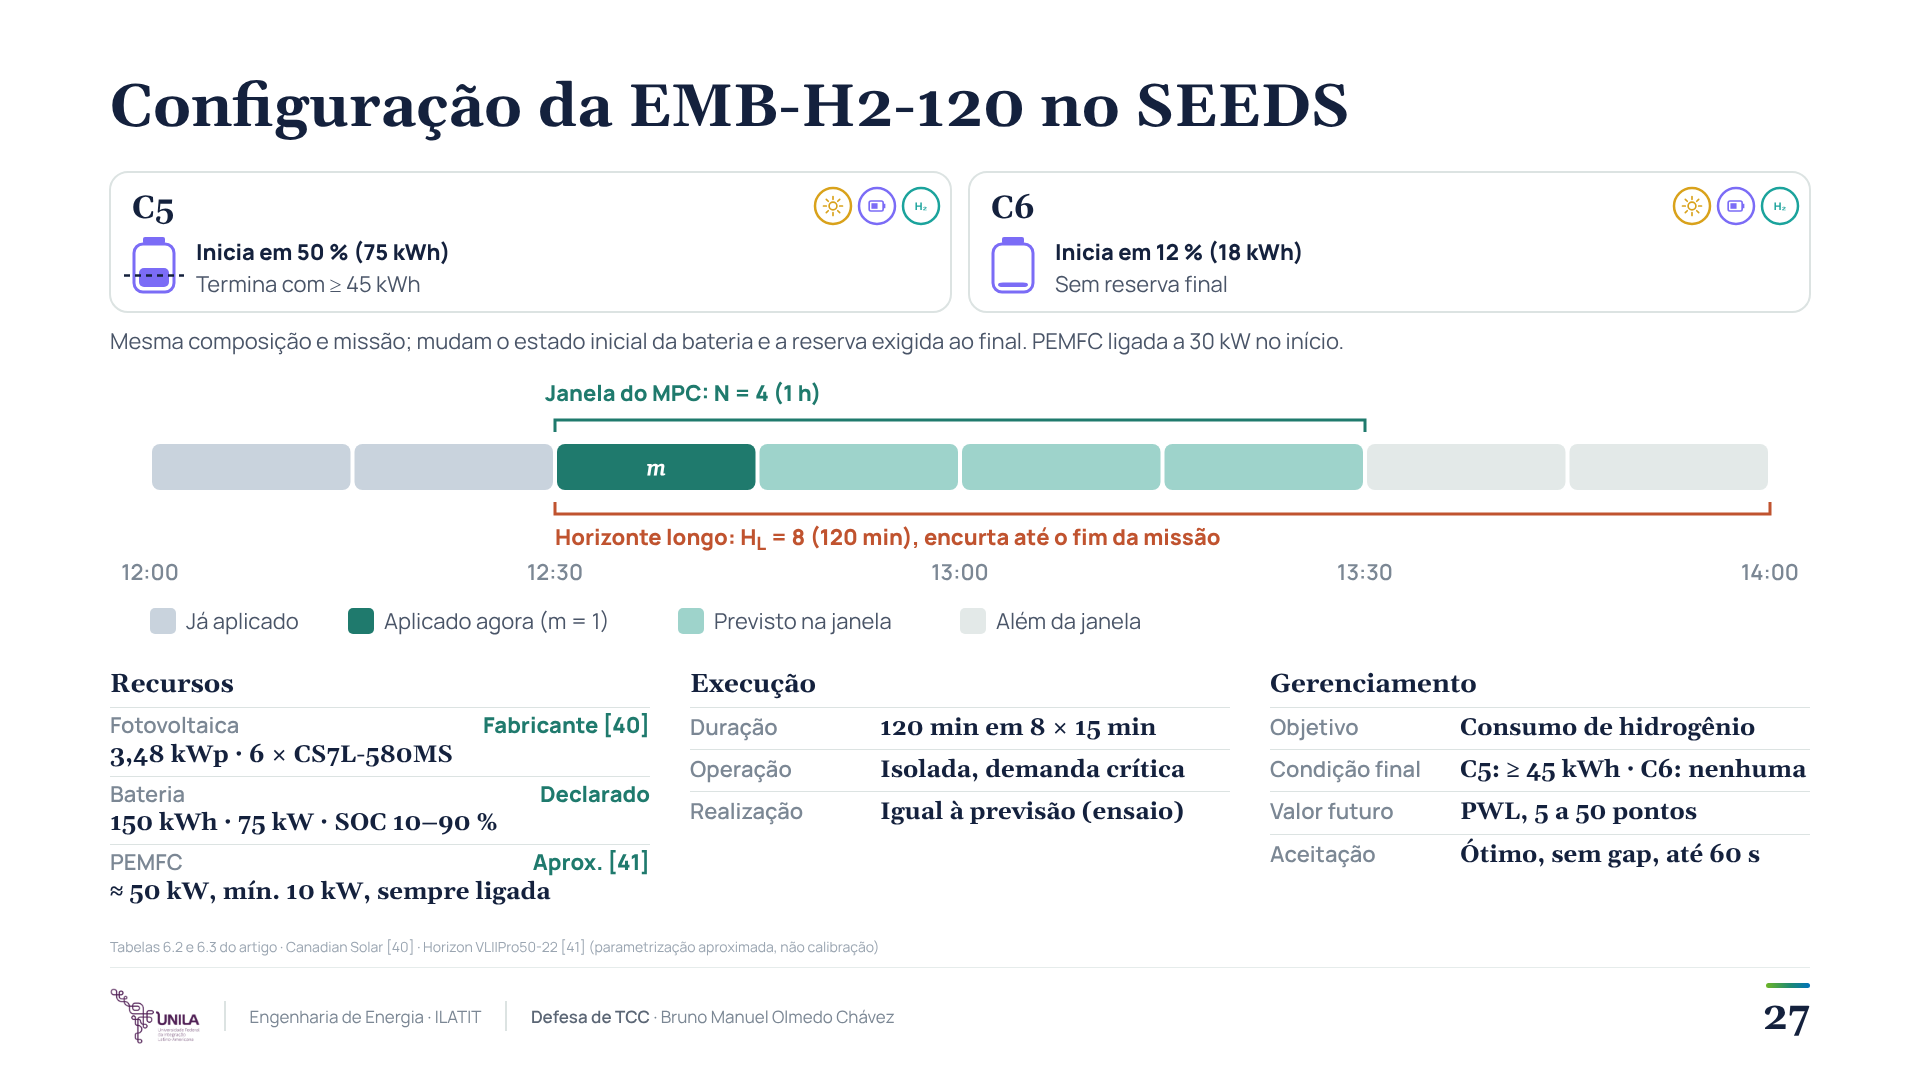 Configuração da EMB-H2-120 no SEEDS
C5
H₂
Inicia em 50 % (75 kWh)
Termina com ≥ 45 kWh
C6
H₂
Inicia em 12 % (18 kWh)
Sem reserva final
Mesma composição e missão; mudam o estado inicial da bateria e a reserva exigida ao final. PEMFC ligada a 30 kW no início.
Janela do MPC: N = 4 (1 h)
m
Horizonte longo: H_L = 8 (120 min), encurta até o fim da missão
12:00 12:30 13:00 13:30 14:00
Já aplicado Aplicado agora (m = 1) Previsto na janela Além da janela
Recursos
Fotovoltaica Fabricante [40]
3,48 kWp · 6 × CS7L-580MS
Bateria Declarado
150 kWh · 75 kW · SOC 10–90 %
PEMFC Aprox. [41]
≈ 50 kW, mín. 10 kW, sempre ligada
Execução
Duração 120 min em 8 × 15 min
Operação Isolada, demanda crítica
Realização Igual à previsão (ensaio)
Gerenciamento
Objetivo Consumo de hidrogênio
Condição final C5: ≥ 45 kWh · C6: nenhuma
Valor futuro PWL, 5 a 50 pontos
Aceitação Ótimo, sem gap, até 60 s
Tabelas 6.2 e 6.3 do artigo · Canadian Solar [40] · Horizon VLIIPro50-22 [41] (parametrização aproximada, não calibração)
UNILA
Engenharia de Energia · ILATIT
Defesa de TCC · Bruno Manuel Olmedo Chávez
27